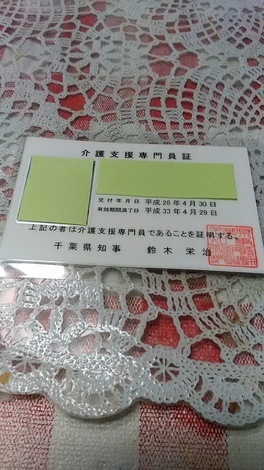 介護支援専門員証
交付年月日 平成28年4月30日
有効期間満了日 平成33年4月29日
上記の者は介護支援専門員であることを証明する。
千葉県知事 鈴木 栄治